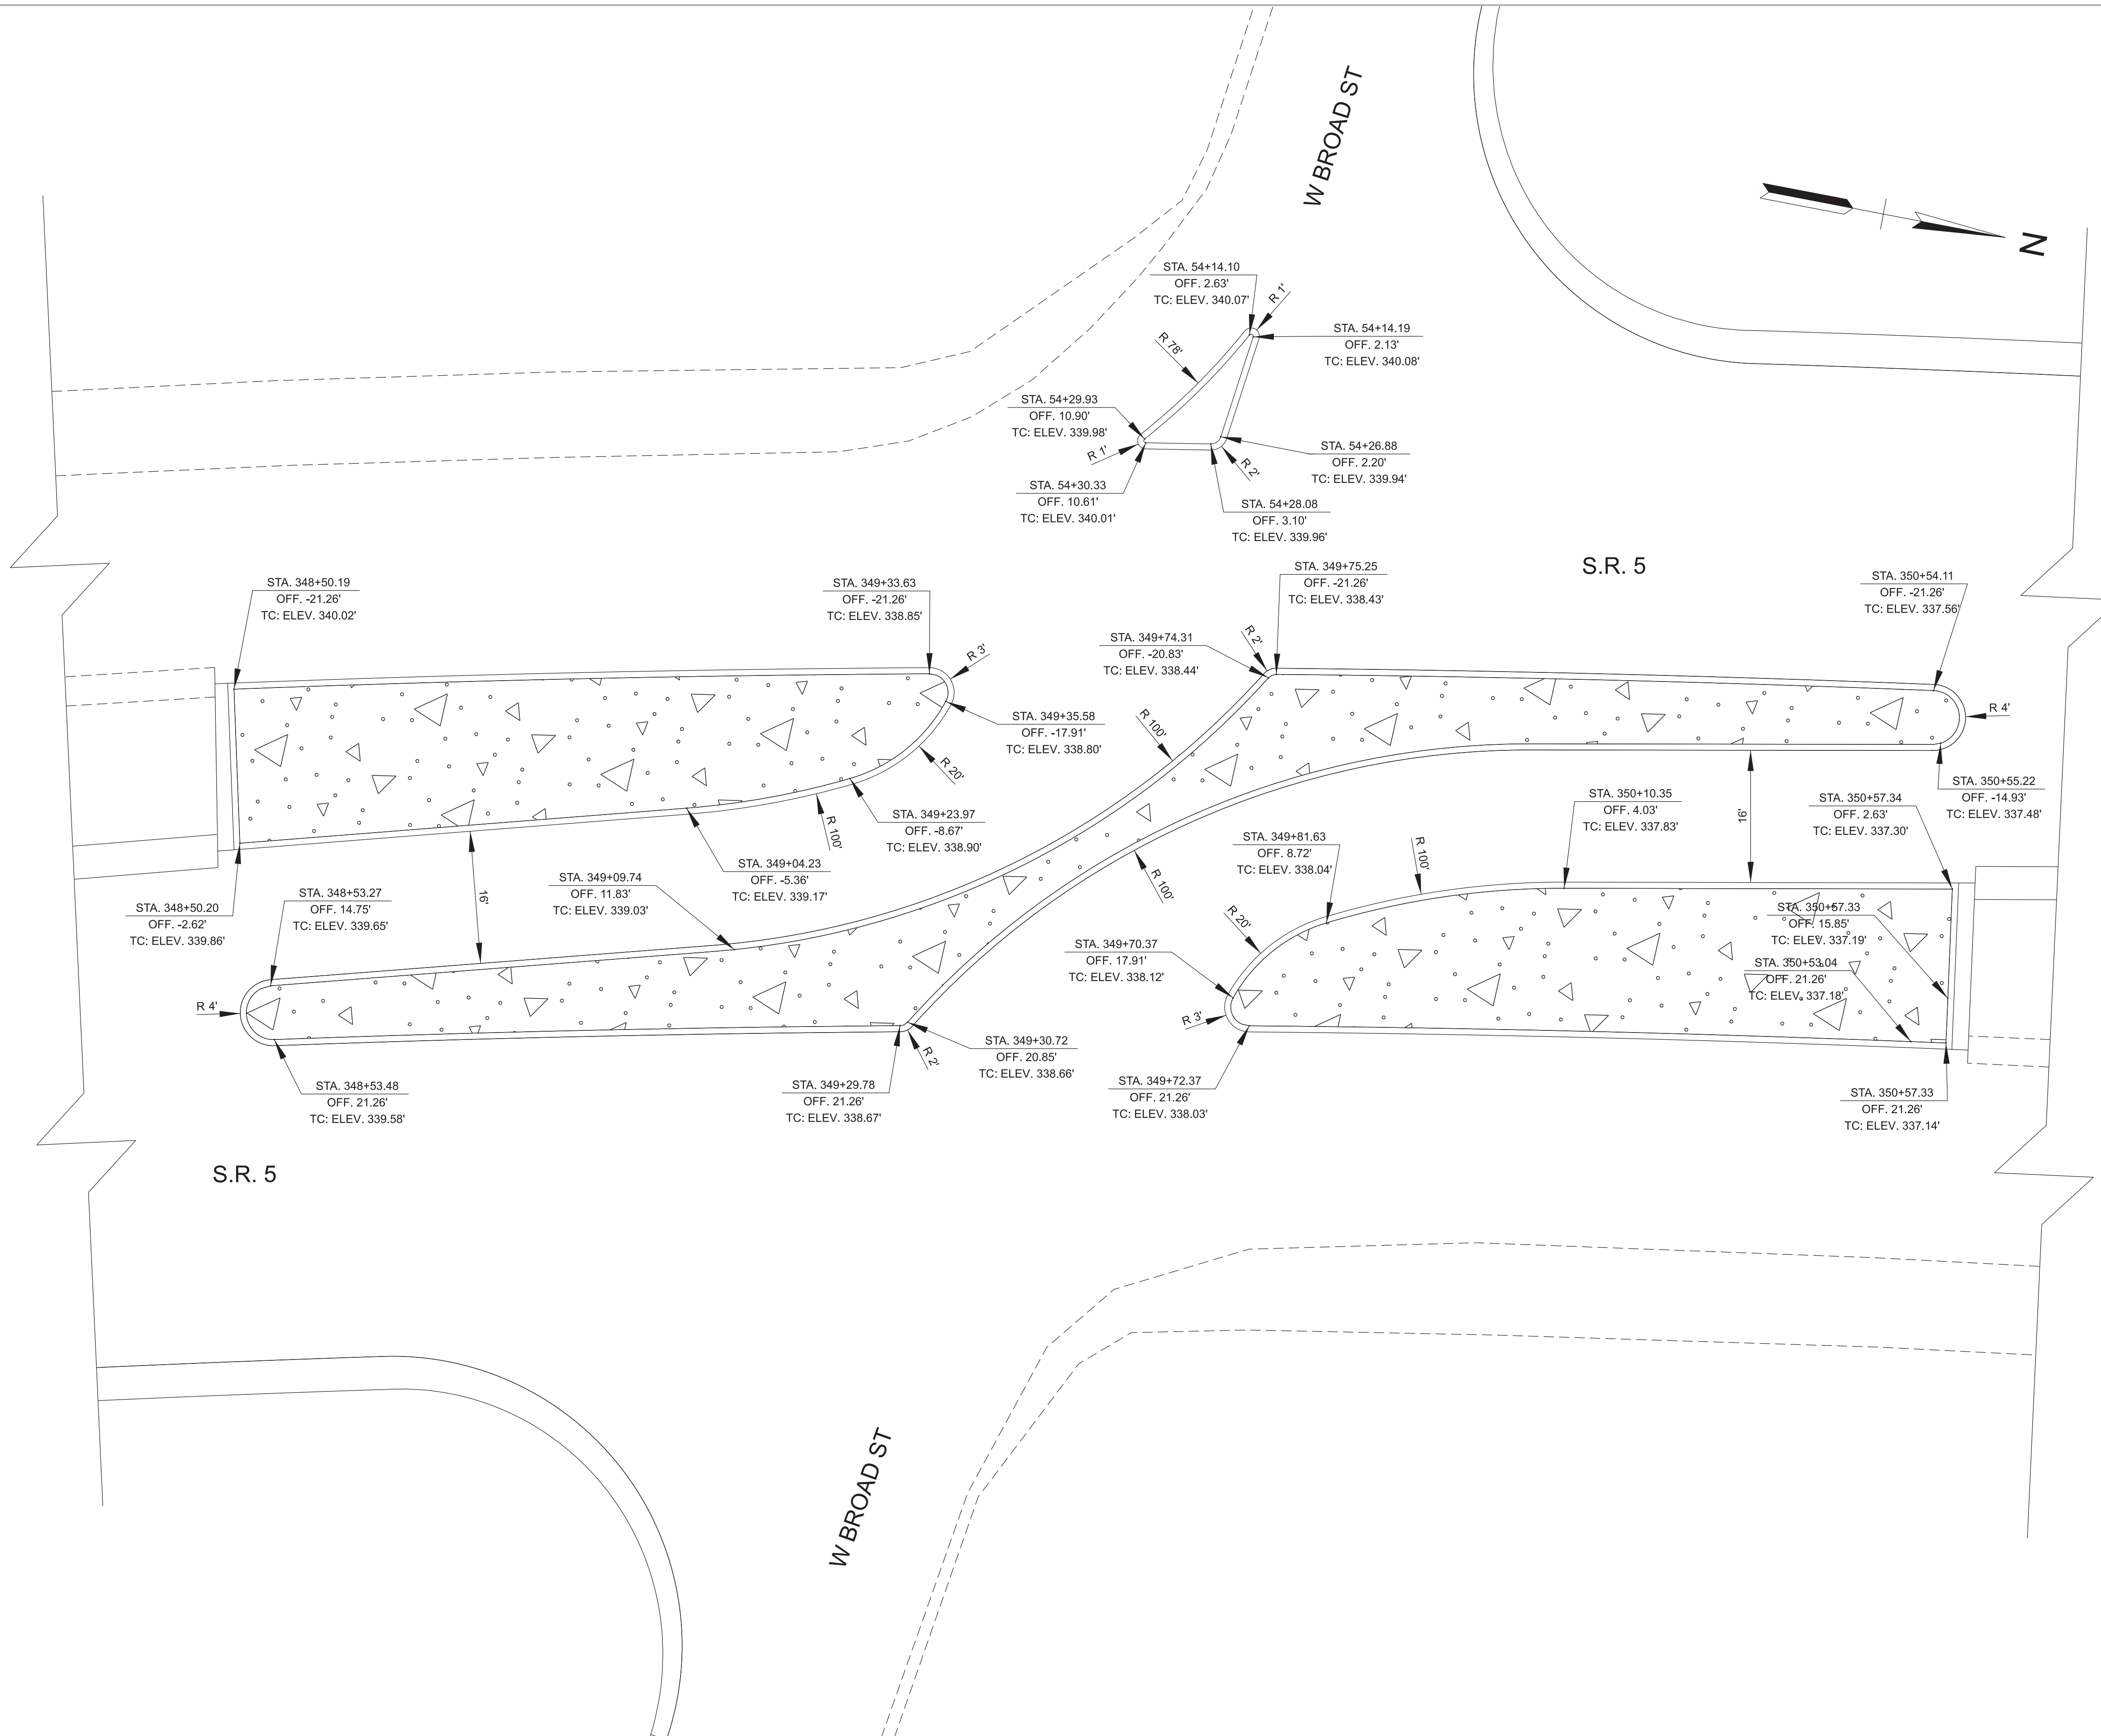 W BROAD ST
N
STA. 54+14.10
OFF. 2.63'
TC: ELEV. 340.07'
R 1'
STA. 54+14.19
OFF. 2.13'
TC: ELEV. 340.08'
R 78'
STA. 54+29.93
OFF. 10.90'
TC: ELEV. 339.98'
R 1'
STA. 54+26.88
OFF. 2.20'
TC: ELEV. 339.94'
R 2'
STA. 54+30.33
OFF. 10.61'
TC: ELEV. 340.01'
STA. 54+28.08
OFF. 3.10'
TC: ELEV. 339.96'
S.R. 5
STA. 348+50.19
OFF. -21.26'
TC: ELEV. 340.02'
STA. 349+33.63
OFF. -21.26'
TC: ELEV. 338.85'
R 3'
STA. 349+75.25
OFF. -21.26'
TC: ELEV. 338.43'
STA. 350+54.11
OFF. -21.26'
TC: ELEV. 337.56'
STA. 349+74.31
OFF. -20.83'
TC: ELEV. 338.44'
R 2'
STA. 349+35.58
OFF. -17.91'
TC: ELEV. 338.80'
R 100'
R 4'
R 20'
STA. 349+23.97
OFF. -8.67'
TC: ELEV. 338.90'
R 100'
STA. 349+04.23
OFF. -5.36'
TC: ELEV. 339.17'
STA. 350+55.22
OFF. -14.93'
TC: ELEV. 337.48'
STA. 350+10.35
OFF. 4.03'
TC: ELEV. 337.83'
16'
STA. 350+57.34
OFF. 2.63'
TC: ELEV. 337.30'
STA. 349+81.63
OFF. 8.72'
TC: ELEV. 338.04'
R 100'
R 100'
STA. 348+50.20
OFF. -2.62'
TC: ELEV. 339.86'
STA. 348+53.27
OFF. 14.75'
TC: ELEV. 339.65'
16'
STA. 349+09.74
OFF. 11.83'
TC: ELEV. 339.03'
R 20'
STA. 350+57.33
OFF. 15.85'
TC: ELEV. 337.19'
STA. 349+70.37
OFF. 17.91'
TC: ELEV. 338.12'
STA. 350+53.04
OFF. 21.26'
TC: ELEV. 337.18'
R 4'
R 3'
STA. 349+30.72
OFF. 20.85'
TC: ELEV. 338.66'
R 2'
STA. 348+53.48
OFF. 21.26'
TC: ELEV. 339.58'
STA. 349+29.78
OFF. 21.26'
TC: ELEV. 338.67'
STA. 349+72.37
OFF. 21.26'
TC: ELEV. 338.03'
STA. 350+57.33
OFF. 21.26'
TC: ELEV. 337.14'
S.R. 5
W BROAD ST